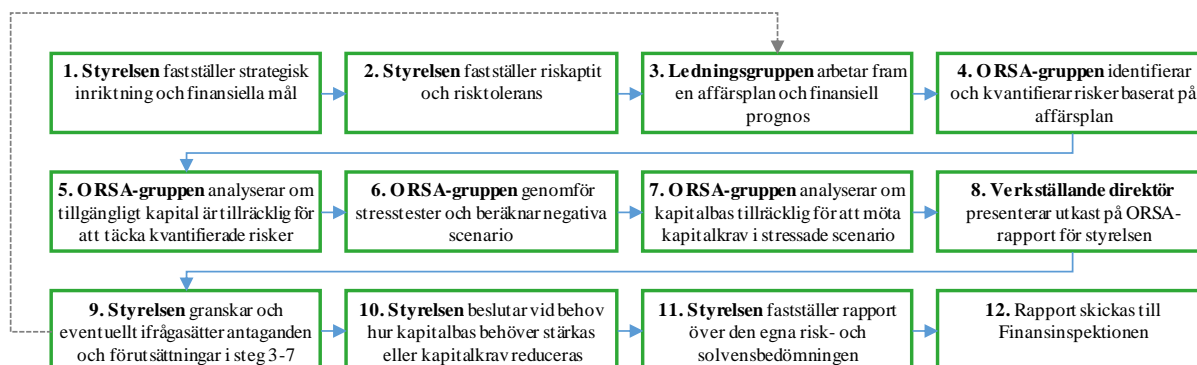 1. Styrelsen fastställer strategisk
inriktning och finansiella mål
2. Styrelsen fastställer riskaptit
och risktolerans
3. Ledningsgruppen arbetar fram
en affärsplan och finansiell
prognos
4. ORSA-gruppen identifierar
och kvantifierar risker baserat på
affärsplan
5. ORSA-gruppen analyserar om
tillgängligt kapital är tillräcklig för
att täcka kvantifierade risker
6. ORSA-gruppen genomför
stresstester och beräknar negativa
scenario
7. ORSA-gruppen analyserar om
kapitalbas tillräcklig för att möta
kapitalkrav i stressade scenario
8. Verkställande direktör
presenterar utkast på ORSA-
rapport för styrelsen
9. Styrelsen granskar och
eventuellt ifrågasätter antaganden
och förutsättningar i steg 3-7
10. Styrelsen beslutar vid behov
hur kapitalbas behöver stärkas
eller kapitalkrav reduceras
11. Styrelsen fastställer rapport
över den egna risk- och
solvensbedömningen
12. Rapport skickas till
Finansinspektionen